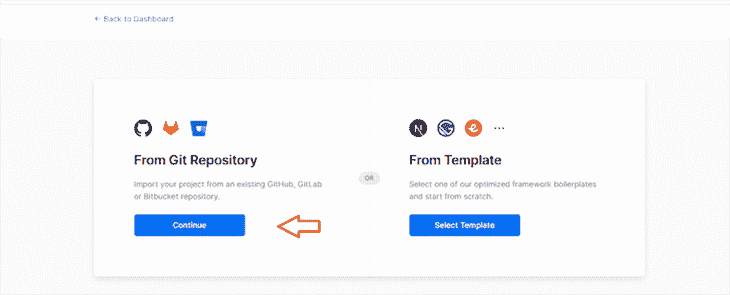 ← Back to Dashboard
From Git Repository
Import your project from an existing GitHub, GitLab
or Bitbucket repository.
Continue
OR
From Template
Select one of our optimized framework boilerplates
and start from scratch.
Select Template